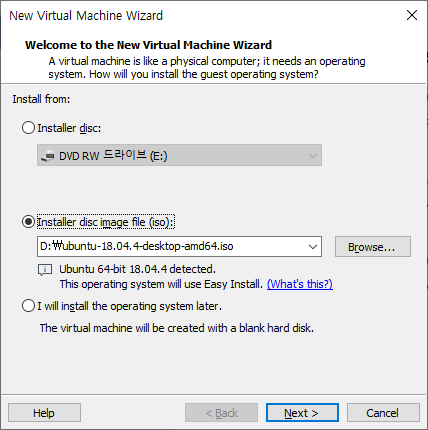 New Virtual Machine Wizard
Welcome to the New Virtual Machine Wizard
A virtual machine is like a physical computer; it needs an operating
system. How will you install the guest operating system?
Install from:
Installer disc:
DVD RW 드라이브 (E:)
Installer disc image file (iso):
D:₩ubuntu-18.04.4-desktop-amd64.iso
Browse...
Ubuntu 64-bit 18.04.4 detected.
This operating system will use Easy Install. (What's this?)
I will install the operating system later.
The virtual machine will be created with a blank hard disk.
Help
< Back
Next >
Cancel